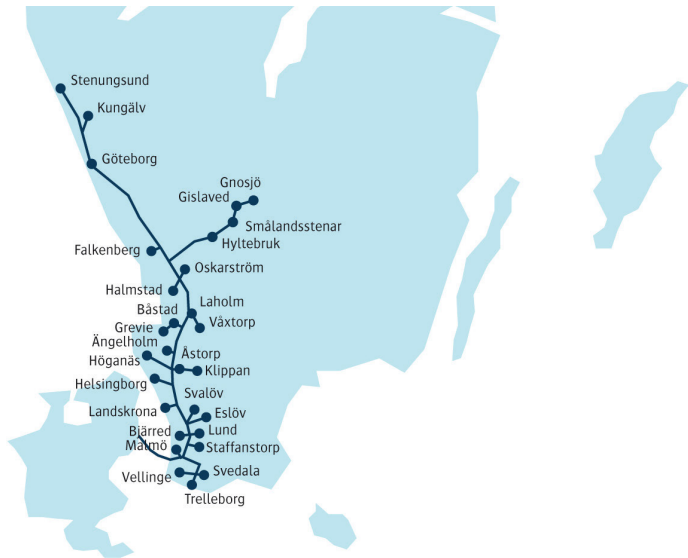 Stenungsund
Kungälv
Göteborg
Gnosjö
Gislaved
Smålandsstenar
Hyltebruk
Falkenberg
Oskarström
Halmstad
Laholm
Båstad
Våxtorp
Grevie
Ängelholm
Åstorp
Höganäs
Klippan
Helsingborg
Svalöv
Landskrona
Eslöv
Bjärred
Lund
Malmö
Staffanstorp
Vellinge
Svedala
Trelleborg